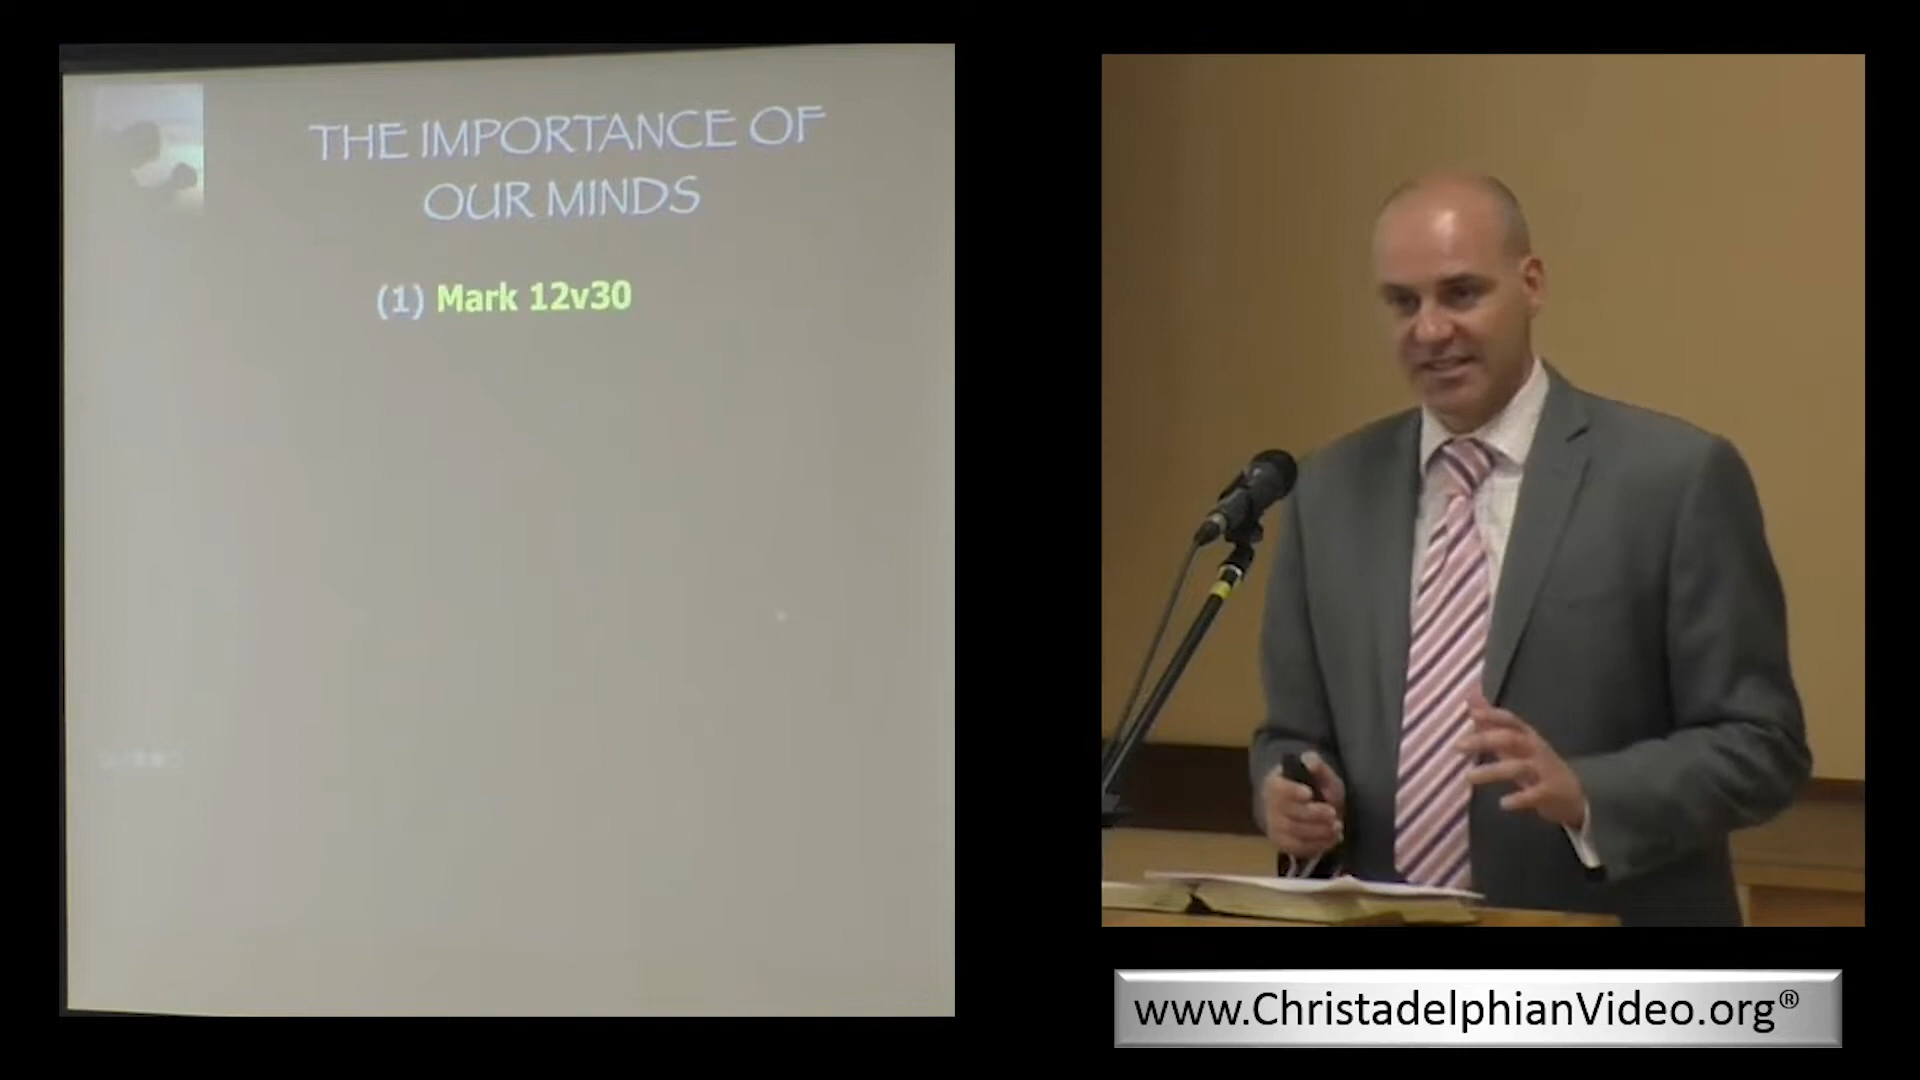 THE IMPORTANCE OF
OUR MINDS
(1) Mark 12v30
www.ChristadelphianVideo.org®